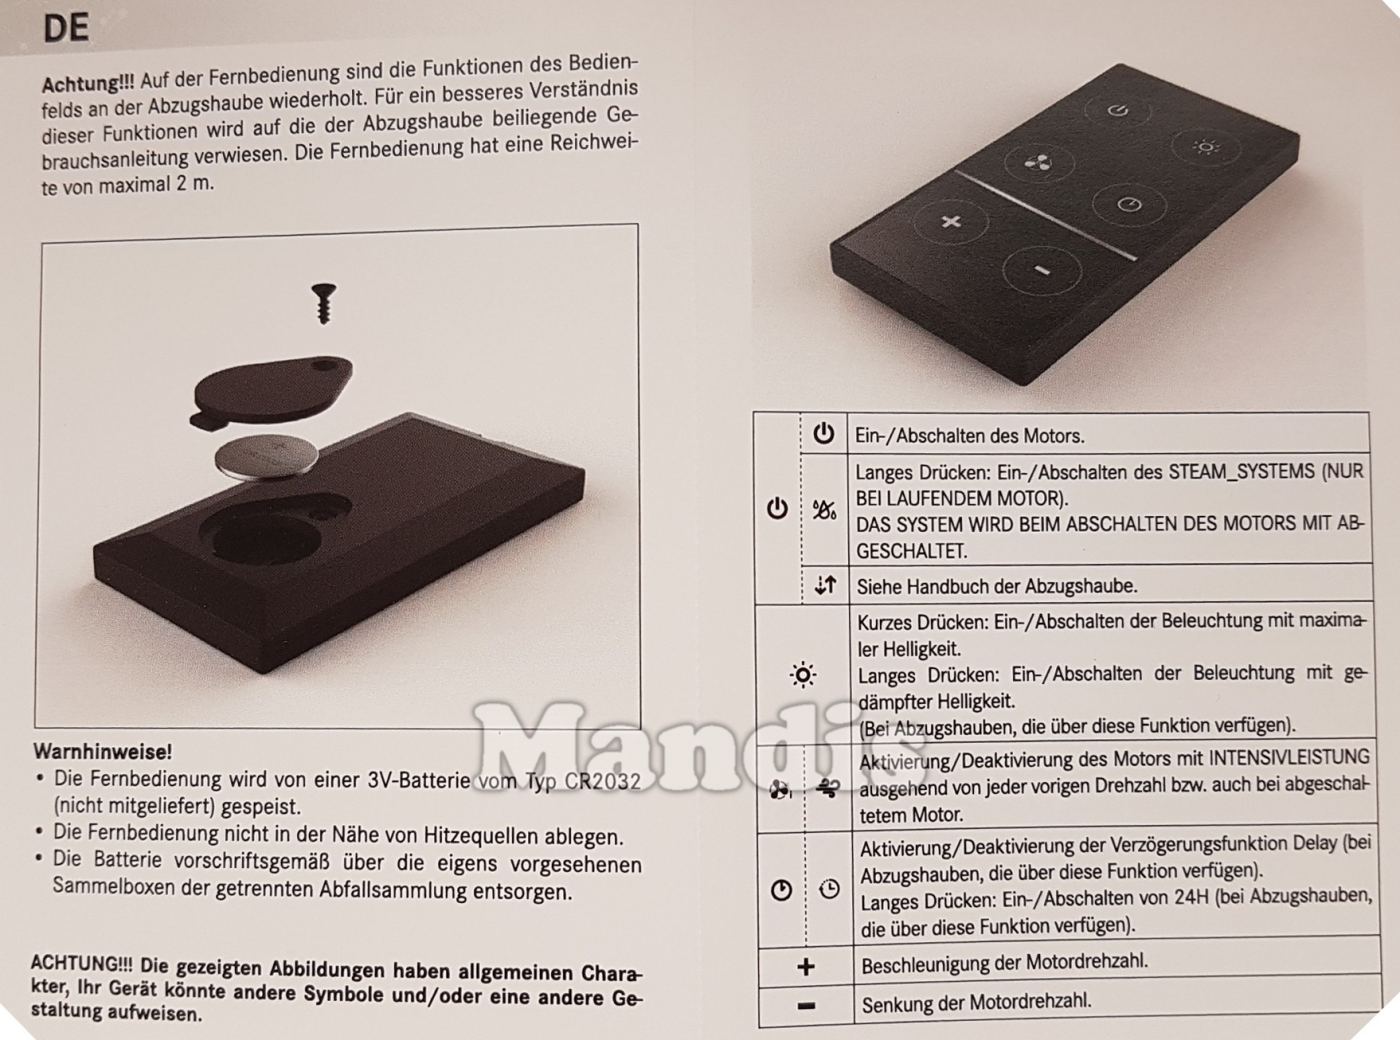 DE
Achtung!!! Auf der Fernbedienung sind die Funktionen des Bedien-
felds an der Abzugshaube wiederholt. Für ein besseres Verständnis
dieser Funktionen wird auf die der Abzugshaube beiliegende Ge-
brauchsanleitung verwiesen. Die Fernbedienung hat eine Reichwei-
te von maximal 2 m.
Warnhinweise!
• Die Fernbedienung wird von einer 3V-Batterie vom Typ CR2032
(nicht mitgeliefert) gespeist.
• Die Fernbedienung nicht in der Nähe von Hitzequellen ablegen.
• Die Batterie vorschriftsgemäß über die eigens vorgesehenen
Sammelboxen der getrennten Abfallsammlung entsorgen.
ACHTUNG!!! Die gezeigten Abbildungen haben allgemeinen Chara-
kter, Ihr Gerät könnte andere Symbole und/oder eine andere Ge-
staltung aufweisen.
Ein-/Abschalten des Motors.
Langes Drücken: Ein-/Abschalten des STEAM_SYSTEMS (NUR
BEI LAUFENDEM MOTOR).
DAS SYSTEM WIRD BEIM ABSCHALTEN DES MOTORS MIT AB-
GESCHALTET.
Siehe Handbuch der Abzugshaube.
Kurzes Drücken: Ein-/Abschalten der Beleuchtung mit maxima-
ler Helligkeit.
Langes Drücken: Ein-/Abschalten der Beleuchtung mit ge-
dämpfter Helligkeit.
(Bei Abzugshauben, die über diese Funktion verfügen).
Aktivierung/Deaktivierung des Motors mit INTENSIVLEISTUNG
ausgehend von jeder vorigen Drehzahl bzw. auch bei abgeschal-
tetem Motor.
Aktivierung/Deaktivierung der Verzögerungsfunktion Delay (bei
Abzugshauben, die über diese Funktion verfügen).
Langes Drücken: Ein-/Abschalten von 24H (bei Abzugshauben,
die über diese Funktion verfügen).
+ Beschleunigung der Motordrehzahl.
- Senkung der Motordrehzahl.
Mandis